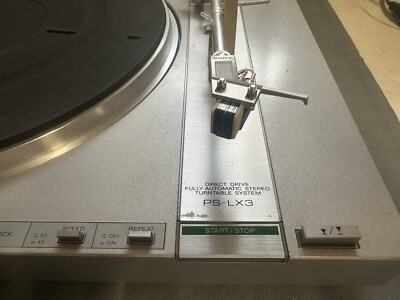 DIRECT DRIVE
FULLY AUTOMATIC STEREO
TURNTABLE SYSTEM
PS-LX3
SPEED
REPEAT
33
45
OFF
ON
START/STOP